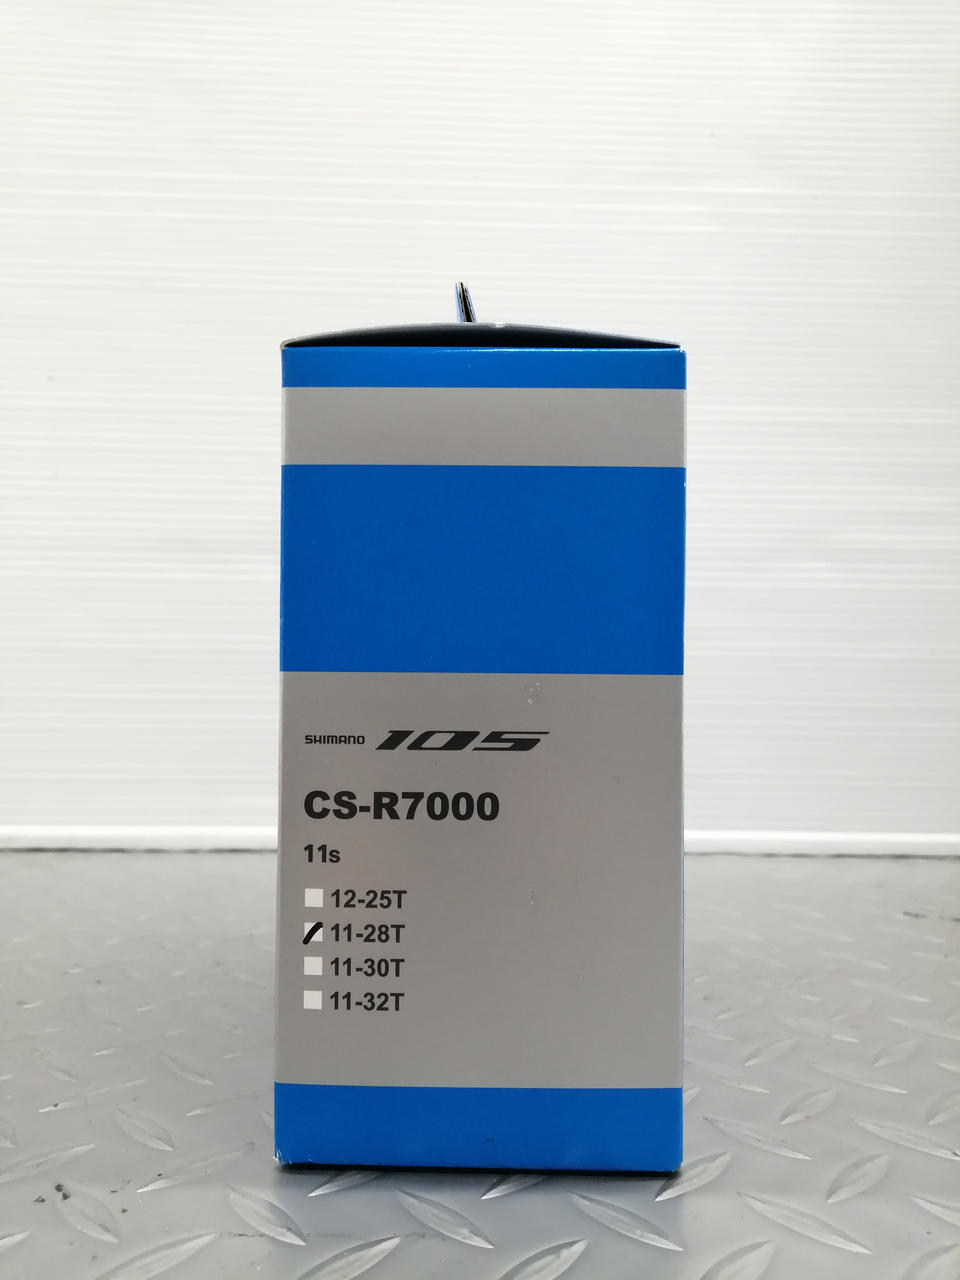 SHIMANO 105
CS-R7000
11s
12-25T
11-28T
11-30T
11-32T